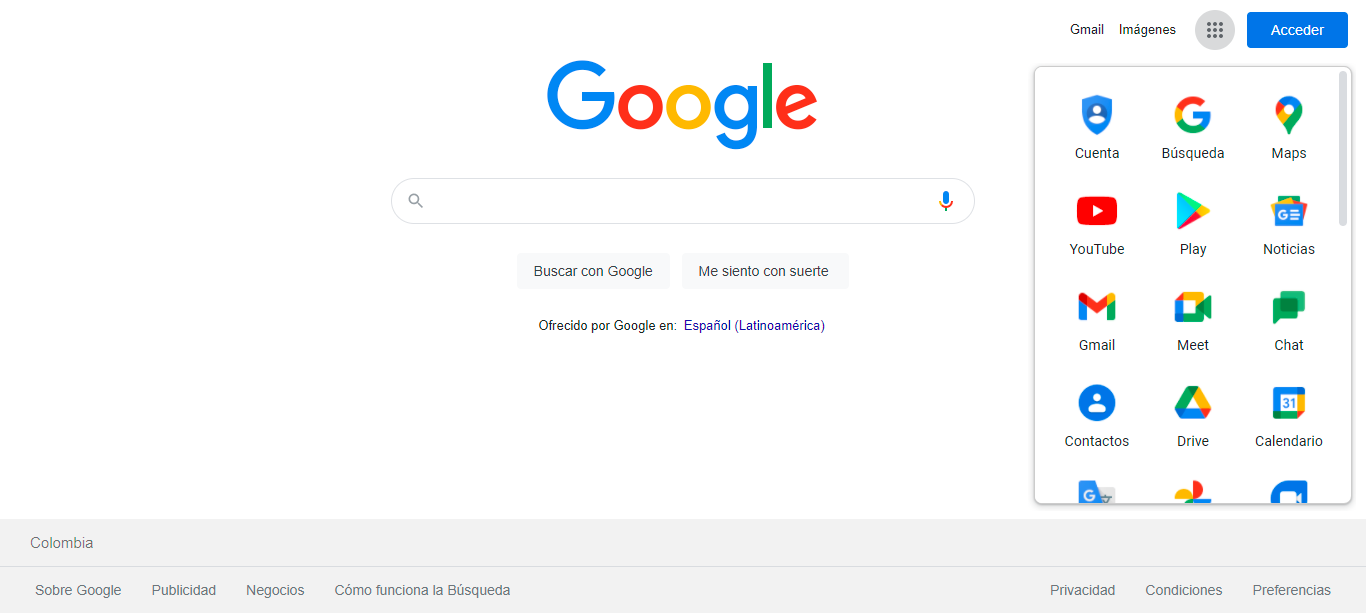 Gmail Imágenes Acceder
Google
Buscar con Google Me siento con suerte
Ofrecido por Google en: Español (Latinoamérica)
Cuenta Búsqueda Maps
YouTube Play GE Noticias
Gmail Meet Chat
Contactos Drive 31 Calendario
G
Colombia
Sobre Google Publicidad Negocios Cómo funciona la Búsqueda Privacidad Condiciones Preferencias